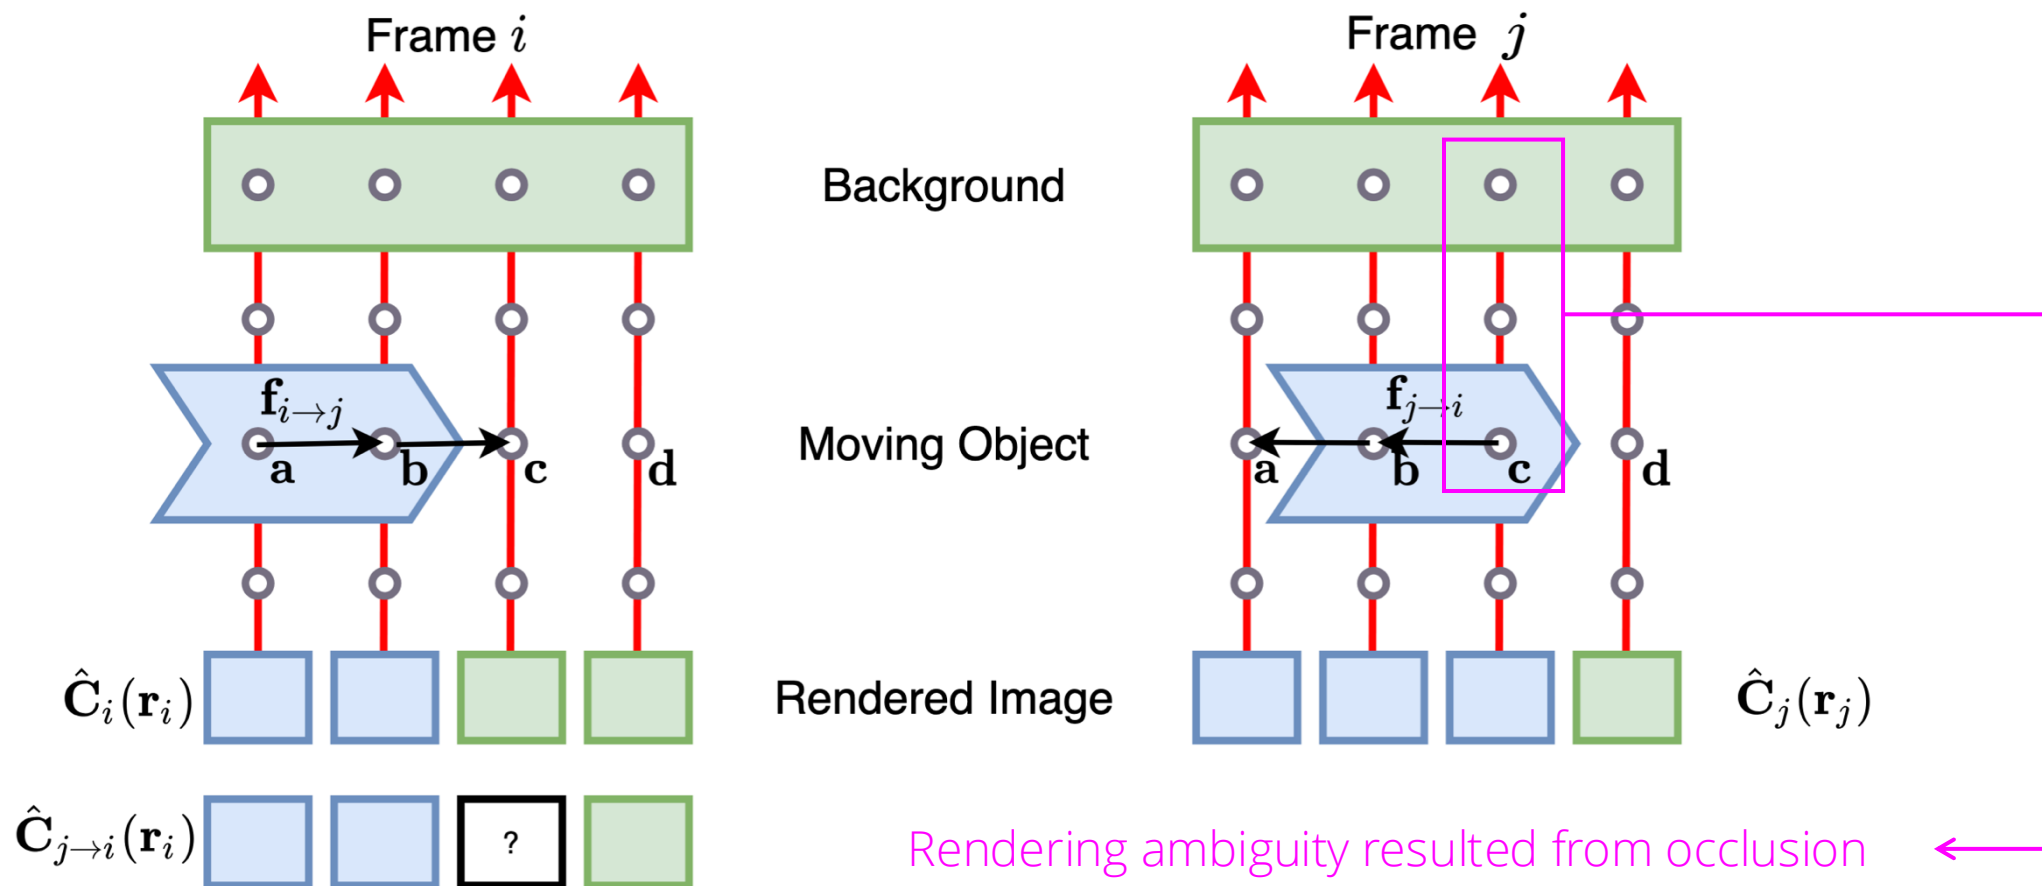 Frame i
Frame j
Background
f_{i→j}
f_{j→i}
Moving Object
a b c d
a b c d
Ĉ_i(r_i)
Rendered Image
Ĉ_j(r_j)
Ĉ_{j→i}(r_i)
?
Rendering ambiguity resulted from occlusion